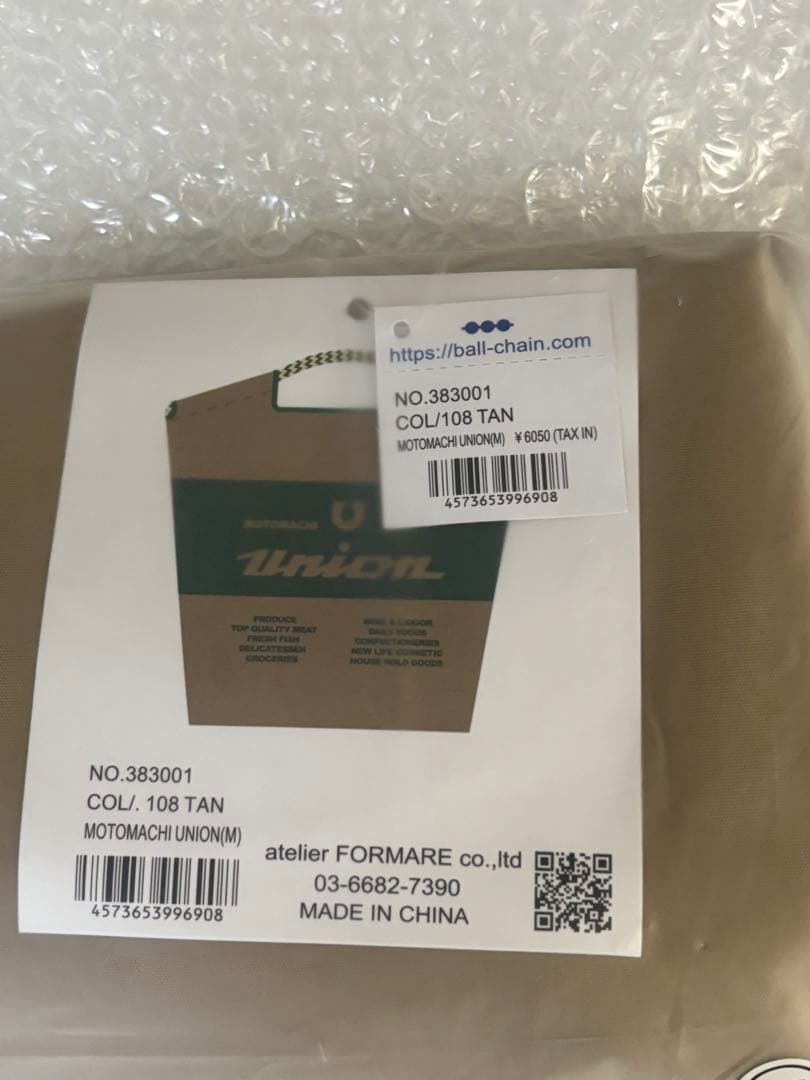 https://ball-chain.com
NO.383001
COL/108 TAN
MOTOMACHI UNION(M) ¥6050 (TAX IN)
4573653996908
MOTOMACHI U
union
PRODUCE
TOP QUALITY MEAT
FRESH FISH
DELICATESSEN
GROCERIES
WINE & LIQUOR
DAILY FOODS
CONFECTIONERIES
NEW LIFE COSMETIC
HOUSE HOLD GOODS
NO.383001
COL/. 108 TAN
MOTOMACHI UNION(M)
4573653996908
atelier FORMARE co.,ltd
03-6682-7390
MADE IN CHINA